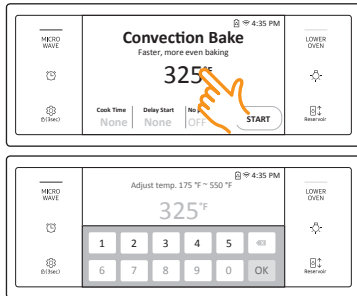 4:35 PM
MICRO
WAVE
Convection Bake
LOWER
OVEN
Faster, more even baking
325°F
Cook Time
Delay Start
No
None
None
OFF
START
(3sec)
Reservoir
4:35 PM
MICRO
WAVE
Adjust temp. 175 °F ~ 550 °F
LOWER
OVEN
325°F
1 2 3 4 5
6 7 8 9 0 OK
(3sec)
Reservoir